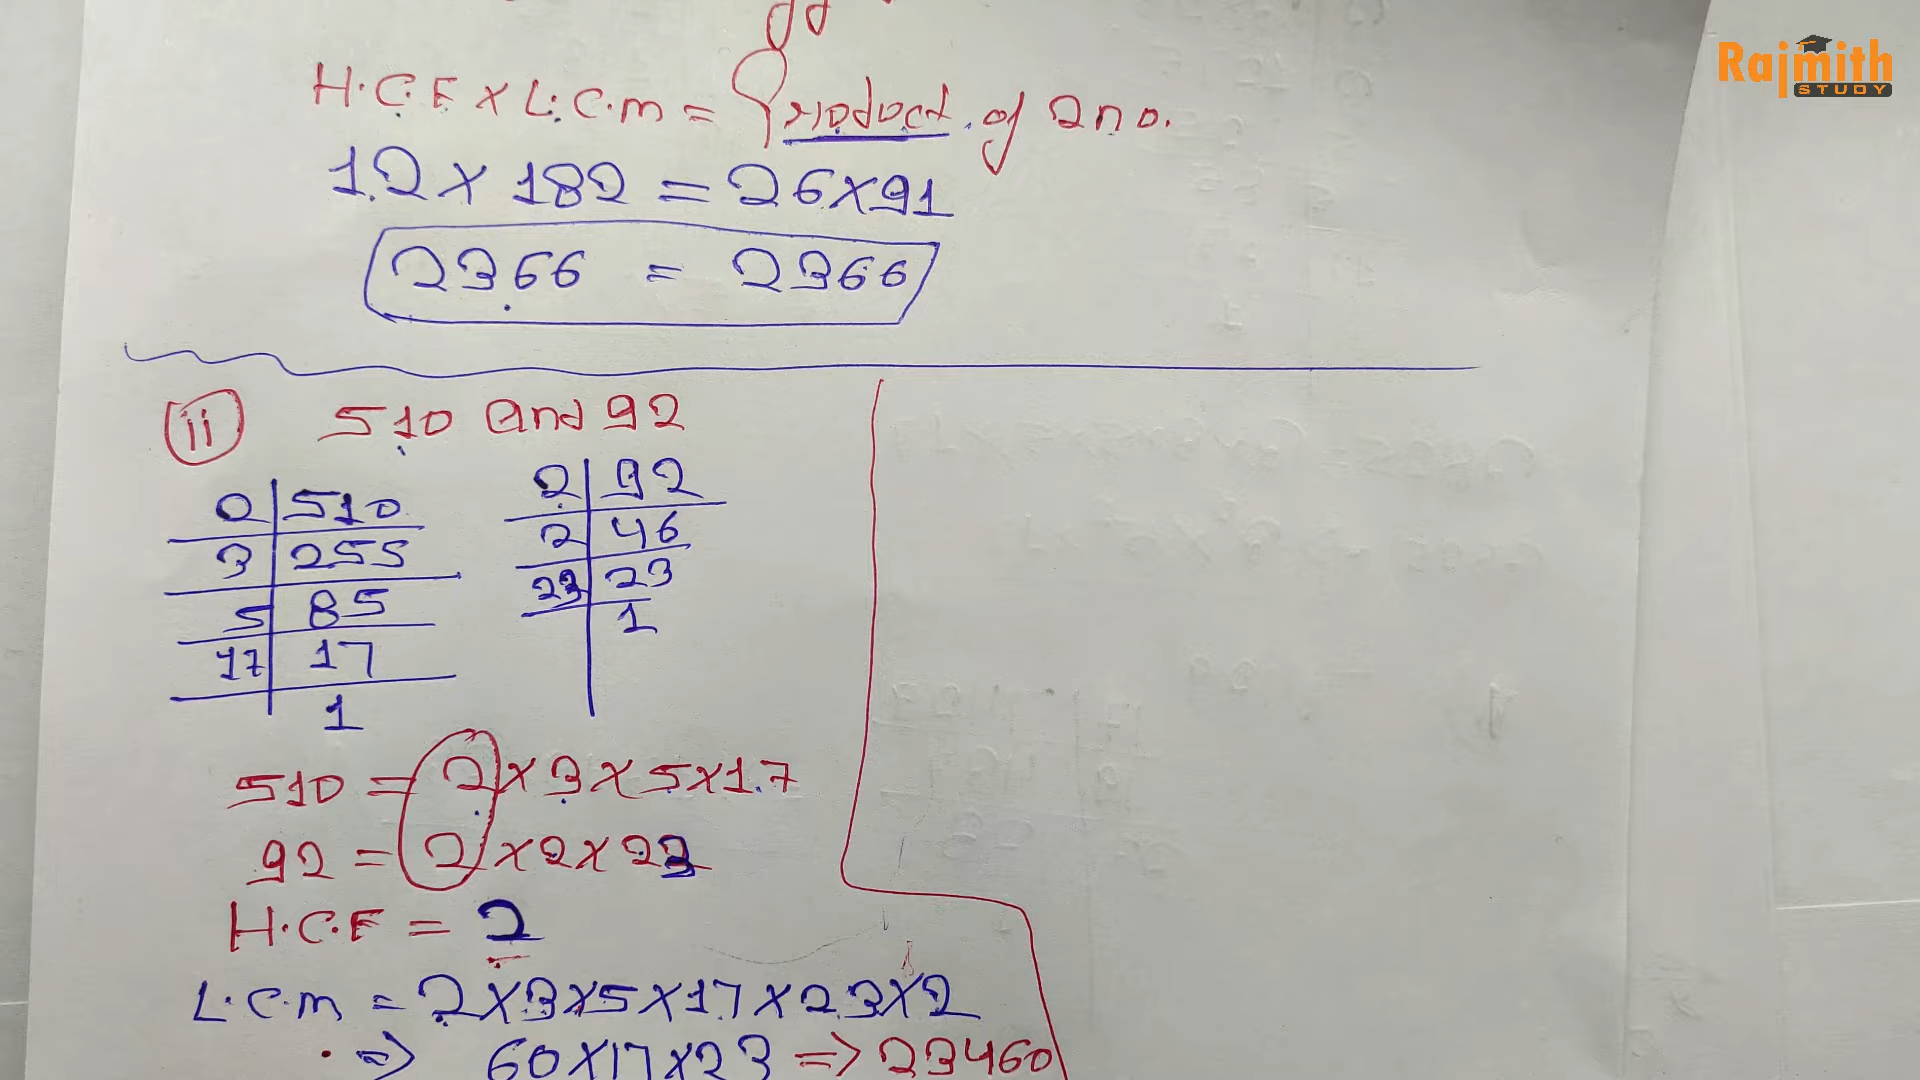 Rajmith
STUDY
H.C.F X L.C.M = Product of 2 no.
12 X 182 = 26 X 91
2366 = 2366
ii 510 and 92
2 510
3 255
5 85
17 17
1
2 92
2 46
23 23
1
510 = 2 X 3 X 5 X 17
92 = 2 X 2 X 23
H.C.F = 2
L.C.M = 2 X 3 X 5 X 17 X 23 X 2
=> 60 X 17 X 23 => 23460